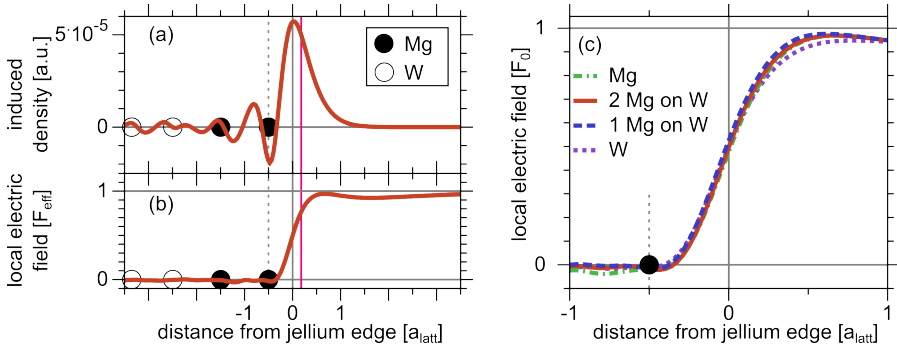 (a)
Mg
W
5·10⁻⁵
0
induced
density [a.u.]
(b)
1
0
local electric
field [F_eff]
-1 0 1
distance from jellium edge [a_latt]
(c)
1
0
local electric field [F_0]
Mg
2 Mg on W
1 Mg on W
W
-1 0 1
distance from jellium edge [a_latt]